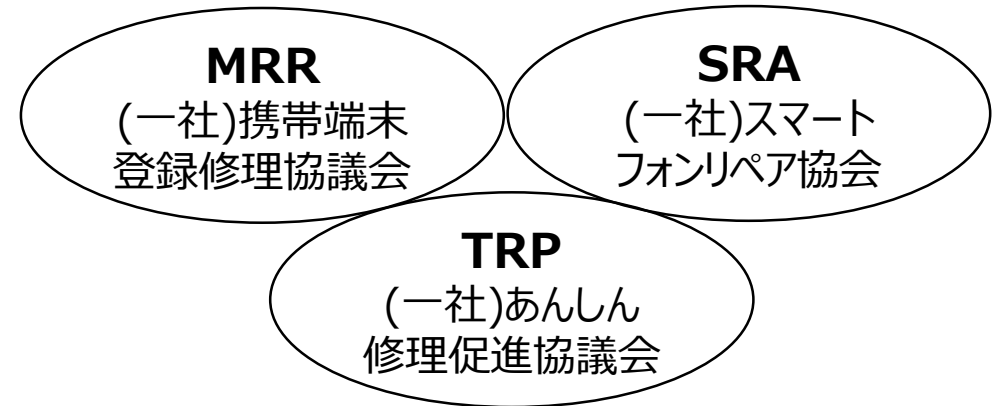 MRR
(一社)携帯端末
登録修理協議会
SRA
(一社)スマート
フォンリペア協会
TRP
(一社)あんしん
修理促進協議会